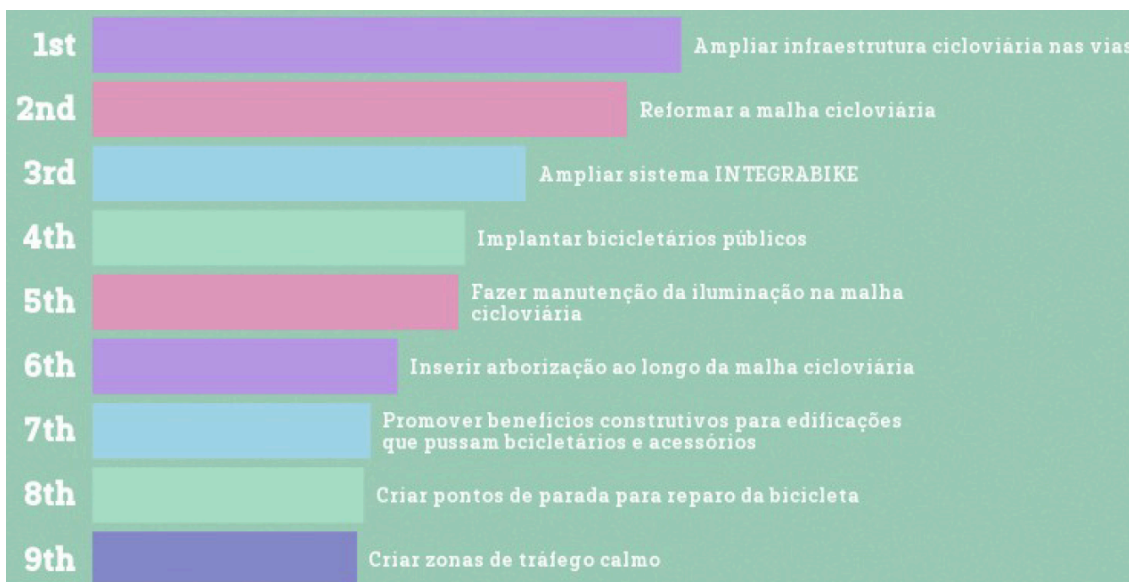 1st
Ampliar infraestrutura cicloviária nas vias
2nd
Reformar a malha cicloviária
3rd
Ampliar sistema INTEGRABIKE
4th
Implantar bicicletários públicos
5th
Fazer manutenção da iluminação na malha
cicloviária
6th
Inserir arborização ao longo da malha cicloviária
7th
Promover benefícios construtivos para edificações
que pussam bcicletários e acessórios
8th
Criar pontos de parada para reparo da bicicleta
9th
Criar zonas de tráfego calmo